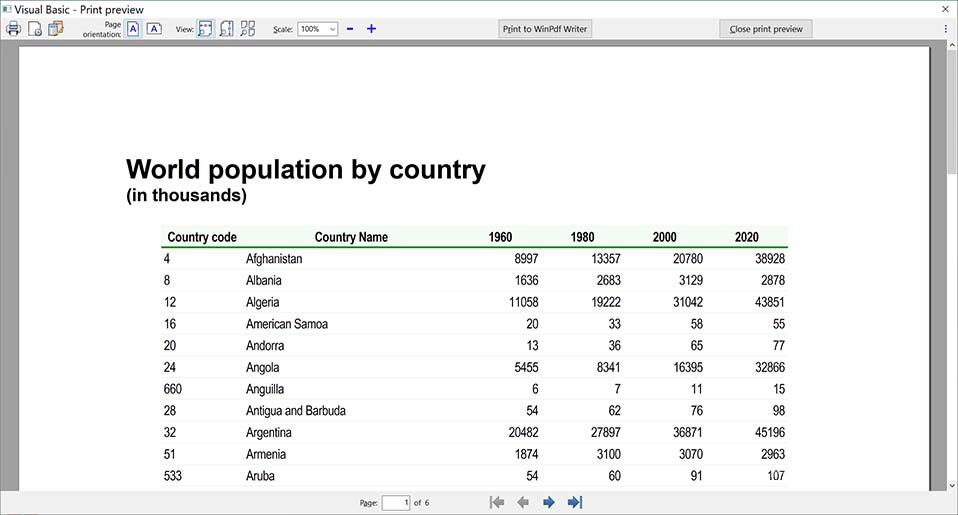 Visual Basic - Print preview
Page orientation: A A View: Scale: 100% Print to WinPdf Writer Close print preview
World population by country
(in thousands)
Country code Country Name 1960 1980 2000 2020
4 Afghanistan 8997 13357 20780 38928
8 Albania 1636 2683 3129 2878
12 Algeria 11058 19222 31042 43851
16 American Samoa 20 33 58 55
20 Andorra 13 36 65 77
24 Angola 5455 8341 16395 32866
660 Anguilla 6 7 11 15
28 Antigua and Barbuda 54 62 76 98
32 Argentina 20482 27897 36871 45196
51 Armenia 1874 3100 3070 2963
533 Aruba 54 60 91 107
Page: 1 of 6